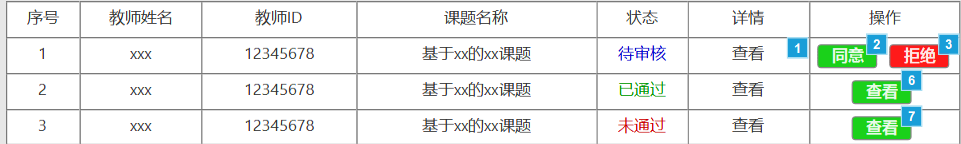 序号 教师姓名 教师ID 课题名称 状态 详情 操作
1 xxx 12345678 基于xx的xx课题 待审核 查看 1 同意 2 拒绝 3
2 xxx 12345678 基于xx的xx课题 已通过 查看 查看 6
3 xxx 12345678 基于xx的xx课题 未通过 查看 查看 7